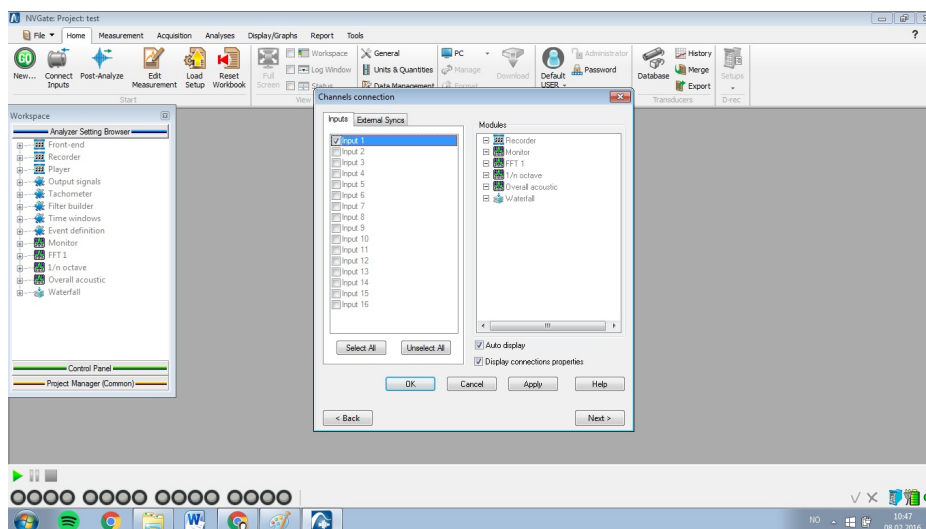 NVGate: Project: test
File Home Measurement Acquisition Analyses Display/Graphs Report Tools ?
New... Connect Inputs Post-Analyze Edit Measurement Load Setup Reset Workbook
Start
Full Screen Workspace Log Window Status
View
General Units & Quantities Data Management
PC Manage Format Download
Default USER Administrator Password
Database History Merge Export
Transducers
Setups
D-rec
Workspace
Analyzer Setting Browser
Front-end
Recorder
Player
Output signals
Tachometer
Filter builder
Time windows
Event definition
Monitor
FFT 1
1/n octave
Overall acoustic
Waterfall
Control Panel
Project Manager (Common)
Channels connection
Inputs External Syncs
Input 1
Input 2
Input 3
Input 4
Input 5
Input 6
Input 7
Input 8
Input 9
Input 10
Input 11
Input 12
Input 13
Input 14
Input 15
Input 16
Select All Unselect All
Modules
Recorder
Monitor
FFT 1
1/n octave
Overall acoustic
Waterfall
Auto display
Display connections properties
OK Cancel Apply Help
< Back Next >
NO 10:47
08.02.2016